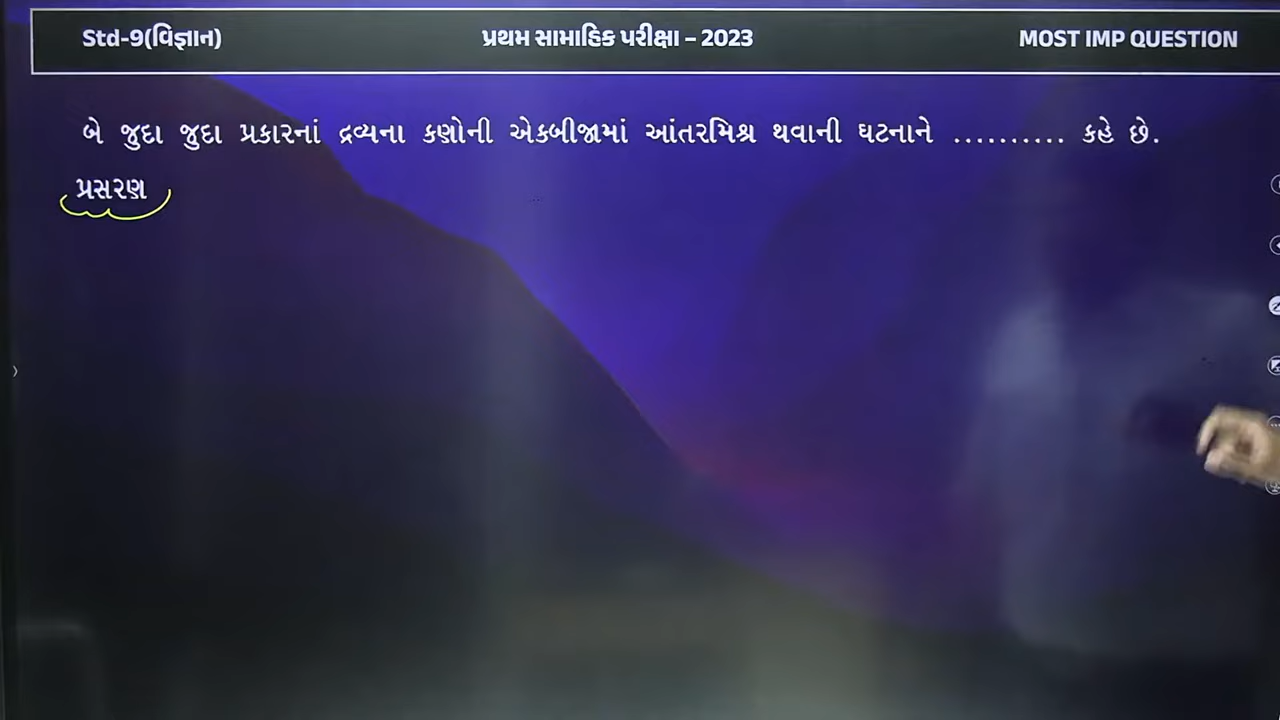 Std-9(વિજ્ઞાન) પ્રથમ સામાહિક પરીક્ષા – 2023 MOST IMP QUESTION
બે જુદા જુદા પ્રકારનાં દ્રવ્યના કણોની એકબીજામાં આંતરમિશ્ર થવાની ઘટનાને .......... કહે છે.
પ્રસરણ